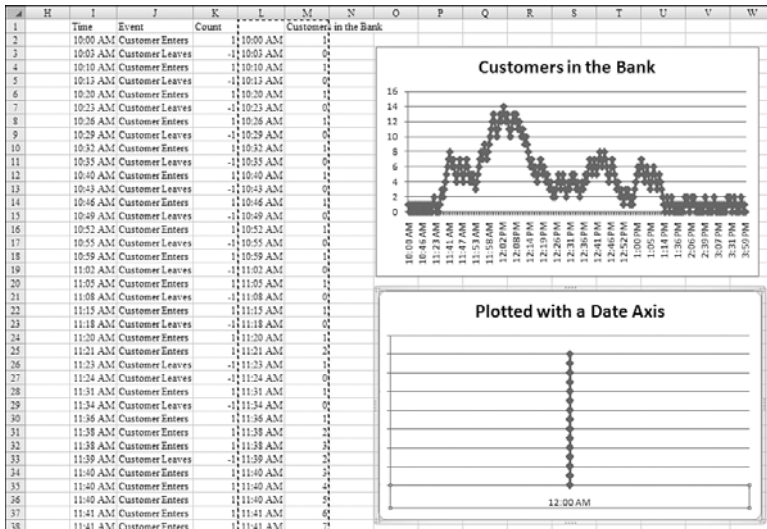 H I J K L M N O P Q R S T U V W
1 Time Event Count Customers in the Bank
2 10:00 AM Customer Enters 1 10:00 AM 1
3 10:03 AM Customer Leaves -1 10:03 AM 0
4 10:10 AM Customer Enters 1 10:10 AM 1
5 10:13 AM Customer Leaves -1 10:13 AM 0
6 10:20 AM Customer Enters 1 10:20 AM 1
7 10:23 AM Customer Leaves -1 10:23 AM 0
8 10:26 AM Customer Enters 1 10:26 AM 1
9 10:29 AM Customer Leaves -1 10:29 AM 0
10 10:32 AM Customer Enters 1 10:32 AM 1
11 10:35 AM Customer Leaves -1 10:35 AM 0
12 10:40 AM Customer Enters 1 10:40 AM 1
13 10:43 AM Customer Leaves -1 10:43 AM 0
14 10:46 AM Customer Enters 1 10:46 AM 1
15 10:49 AM Customer Leaves -1 10:49 AM 0
16 10:52 AM Customer Enters 1 10:52 AM 1
17 10:55 AM Customer Leaves -1 10:55 AM 0
18 10:59 AM Customer Enters 1 10:59 AM 1
19 11:02 AM Customer Leaves -1 11:02 AM 0
20 11:05 AM Customer Enters 1 11:05 AM 1
21 11:08 AM Customer Leaves -1 11:08 AM 0
22 11:15 AM Customer Enters 1 11:15 AM 1
23 11:18 AM Customer Leaves -1 11:18 AM 0
24 11:20 AM Customer Enters 1 11:20 AM 1
25 11:21 AM Customer Enters 1 11:21 AM 2
26 11:23 AM Customer Leaves -1 11:23 AM 1
27 11:24 AM Customer Leaves -1 11:24 AM 0
28 11:31 AM Customer Enters 1 11:31 AM 1
29 11:34 AM Customer Leaves -1 11:34 AM 0
30 11:36 AM Customer Enters 1 11:36 AM 1
31 11:38 AM Customer Enters 1 11:38 AM 2
32 11:38 AM Customer Enters 1 11:38 AM 3
33 11:39 AM Customer Leaves -1 11:39 AM 2
34 11:40 AM Customer Enters 1 11:40 AM 3
35 11:40 AM Customer Enters 1 11:40 AM 4
36 11:40 AM Customer Enters 1 11:40 AM 5
37 11:41 AM Customer Enters 1 11:41 AM 6
38 11:41 AM Customer Enters 1 11:41 AM 7
Customers in the Bank
16
14
12
10
8
6
4
2
0
10:00 AM
10:46 AM
11:23 AM
11:41 AM
11:47 AM
11:53 AM
11:58 AM
12:02 PM
12:08 PM
12:14 PM
12:19 PM
12:26 PM
12:31 PM
12:36 PM
12:41 PM
12:46 PM
12:52 PM
1:00 PM
1:05 PM
1:14 PM
1:36 PM
2:06 PM
2:39 PM
3:07 PM
3:31 PM
3:59 PM
Plotted with a Date Axis
12:00 AM